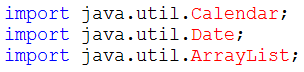 import java.util.Calendar;
import java.util.Date;
import java.util.ArrayList;